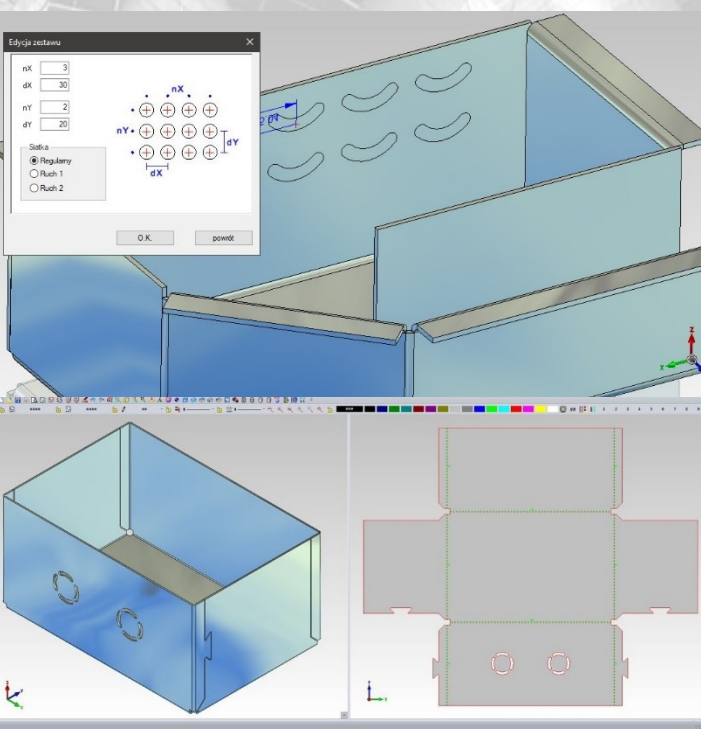 Edycja zestawu
nX 3
dX 30
nY 2
dY 20
Siatka
Regularny
Ruch 1
Ruch 2
nX
nY
dY
dX
O.K.
powrót
Z
X